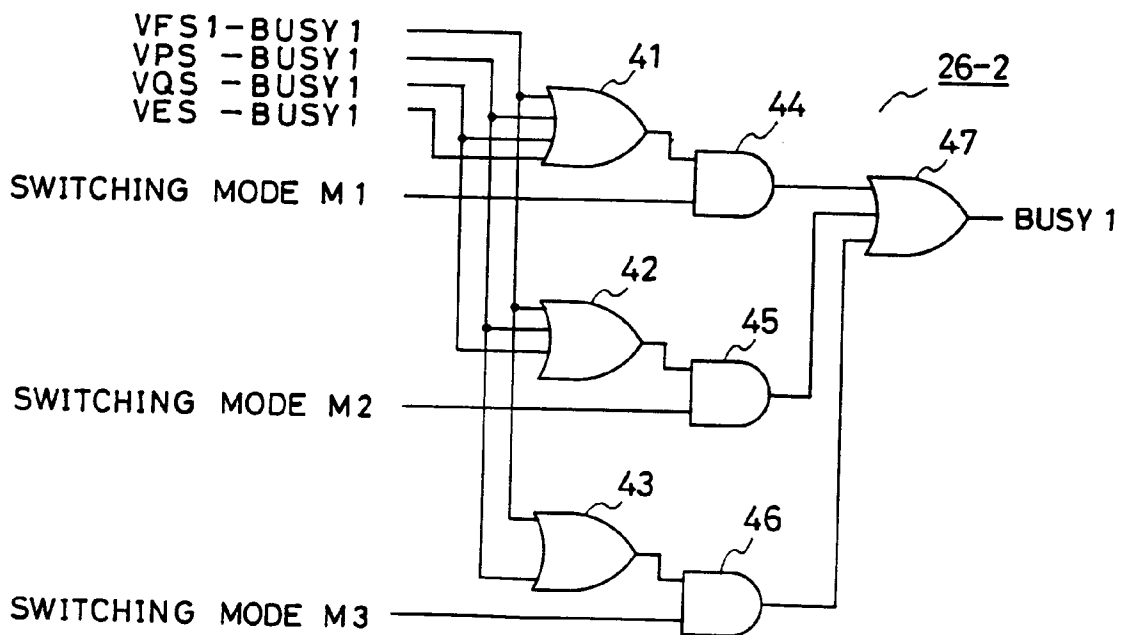 VFS1-BUSY1
VPS -BUSY1
VQS -BUSY1
VES -BUSY1
41
26-2
44
47
SWITCHING MODE M1
BUSY 1
42
45
SWITCHING MODE M2
43
46
SWITCHING MODE M3